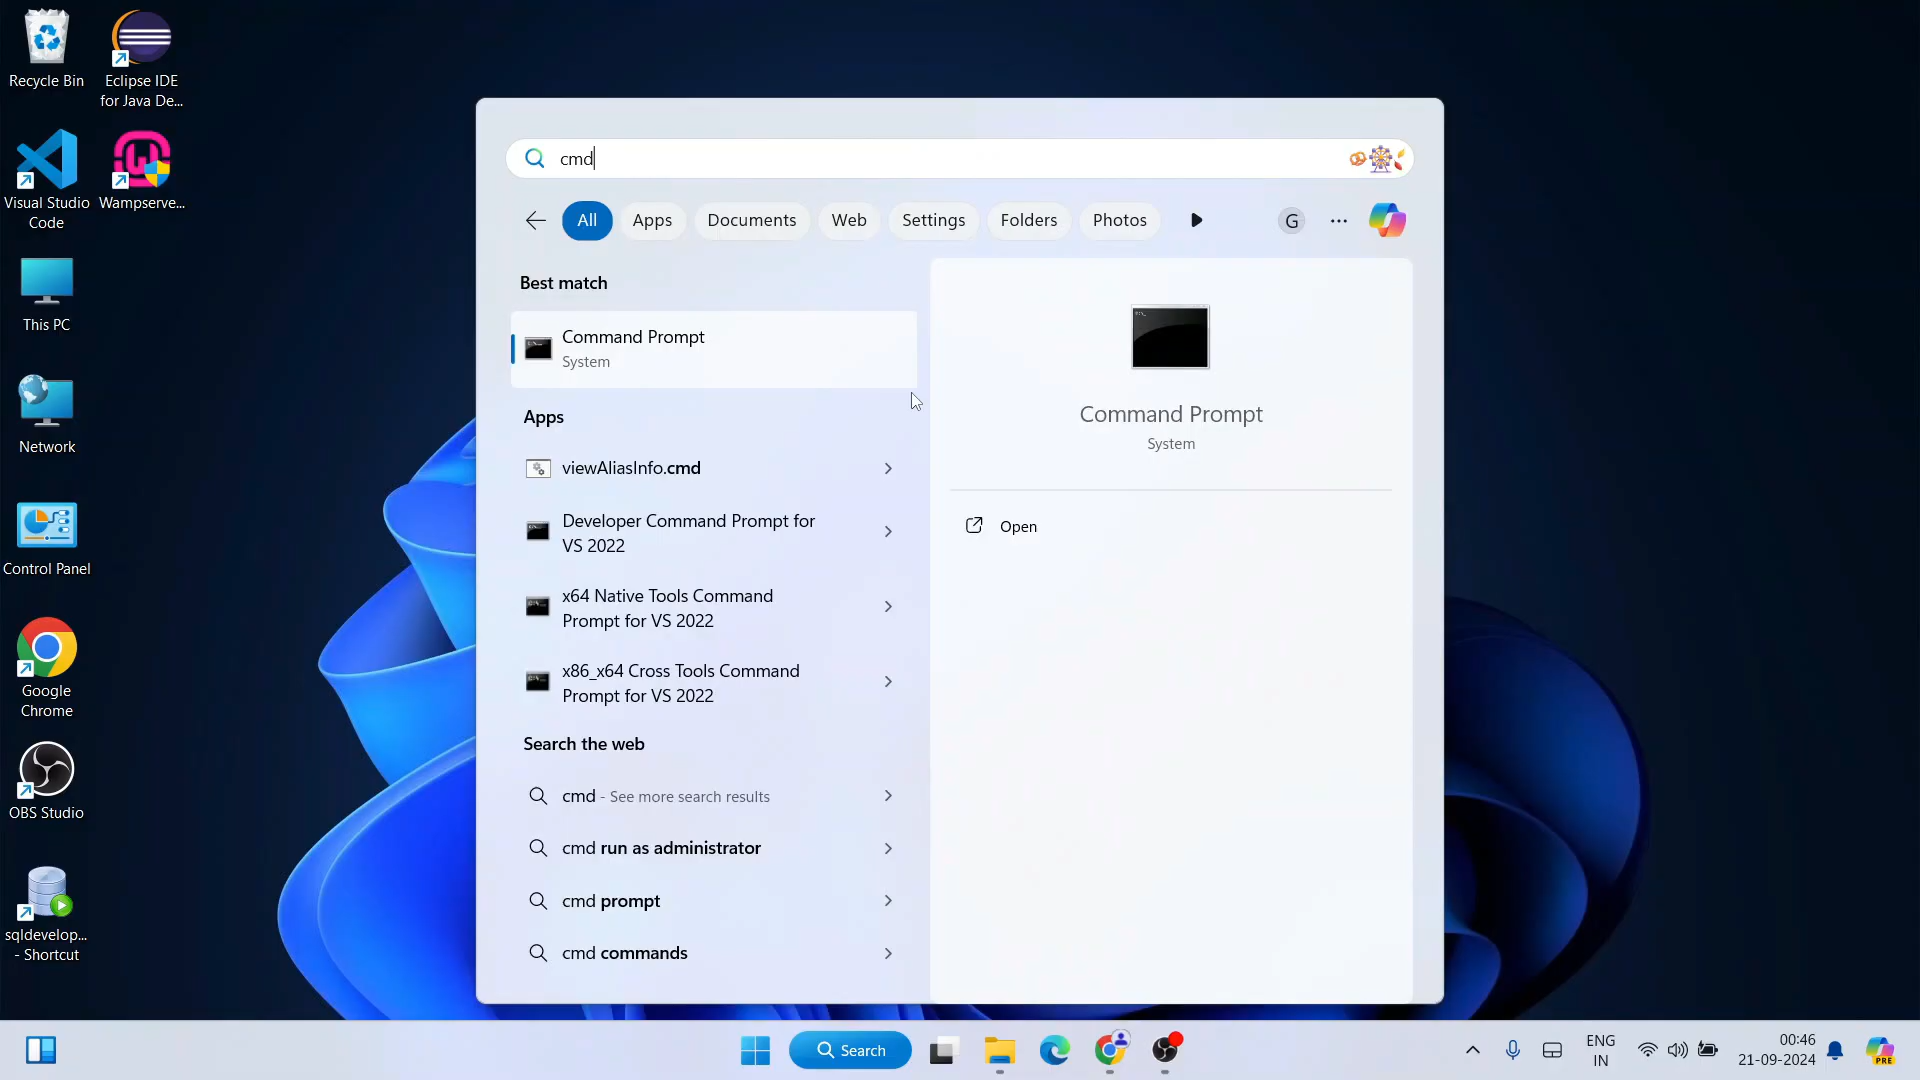 Recycle Bin
Eclipse IDE
for Java De...
Visual Studio
Code
Wampserve...
This PC
Network
Control Panel
Google
Chrome
OBS Studio
sqldevelop...
- Shortcut
cmd
All
Apps
Documents
Web
Settings
Folders
Photos
G
Best match
Command Prompt
System
Apps
viewAliasInfo.cmd
Developer Command Prompt for
VS 2022
x64 Native Tools Command
Prompt for VS 2022
x86_x64 Cross Tools Command
Prompt for VS 2022
Search the web
cmd - See more search results
cmd run as administrator
cmd prompt
cmd commands
Command Prompt
System
Open
Search
ENG
IN
00:46
21-09-2024
PRE